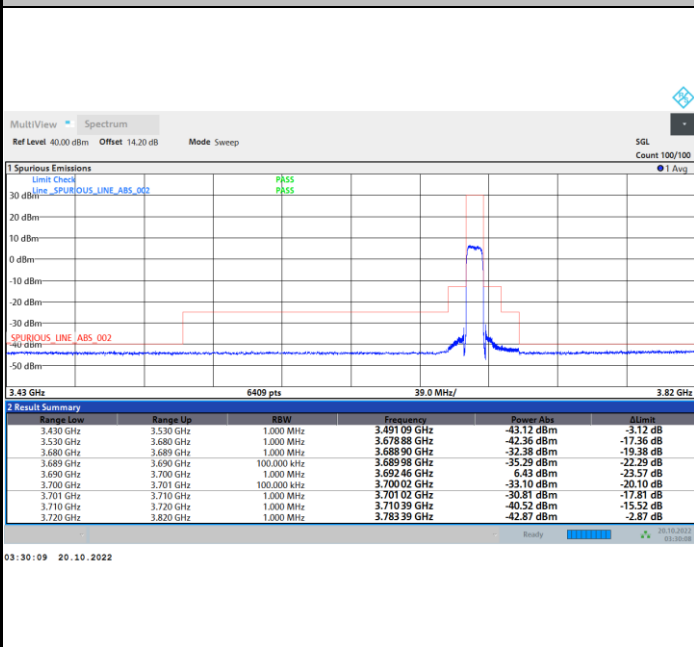 MultiView Spectrum
Ref Level 40.00 dBm Offset 14.20 dB Mode Sweep SGL
Count 100/100
1 Spurious Emissions 1 Avg
Limit Check PASS
Line _SPURIOUS_LINE_ABS_002 PASS
30 dBm
20 dBm
10 dBm
0 dBm
-10 dBm
-20 dBm
-30 dBm
SPURIOUS_LINE_ABS_002
-40 dBm
-50 dBm
3.43 GHz 6409 pts 39.0 MHz/ 3.82 GHz
2 Result Summary
Range Low Range Up RBW Frequency Power Abs ΔLimit
3.430 GHz 3.530 GHz 1.000 MHz 3.491 09 GHz -43.12 dBm -3.12 dB
3.530 GHz 3.680 GHz 1.000 MHz 3.678 88 GHz -42.36 dBm -17.36 dB
3.680 GHz 3.689 GHz 1.000 MHz 3.688 90 GHz -32.38 dBm -19.38 dB
3.689 GHz 3.690 GHz 100.000 kHz 3.689 98 GHz -35.29 dBm -22.29 dB
3.690 GHz 3.700 GHz 1.000 MHz 3.692 46 GHz 6.43 dBm -23.57 dB
3.700 GHz 3.701 GHz 100.000 kHz 3.700 02 GHz -33.10 dBm -20.10 dB
3.701 GHz 3.710 GHz 1.000 MHz 3.701 02 GHz -30.81 dBm -17.81 dB
3.710 GHz 3.720 GHz 1.000 MHz 3.710 39 GHz -40.52 dBm -15.52 dB
3.720 GHz 3.820 GHz 1.000 MHz 3.783 39 GHz -42.87 dBm -2.87 dB
Ready 20.10.2022
03:30:08
03:30:09 20.10.2022